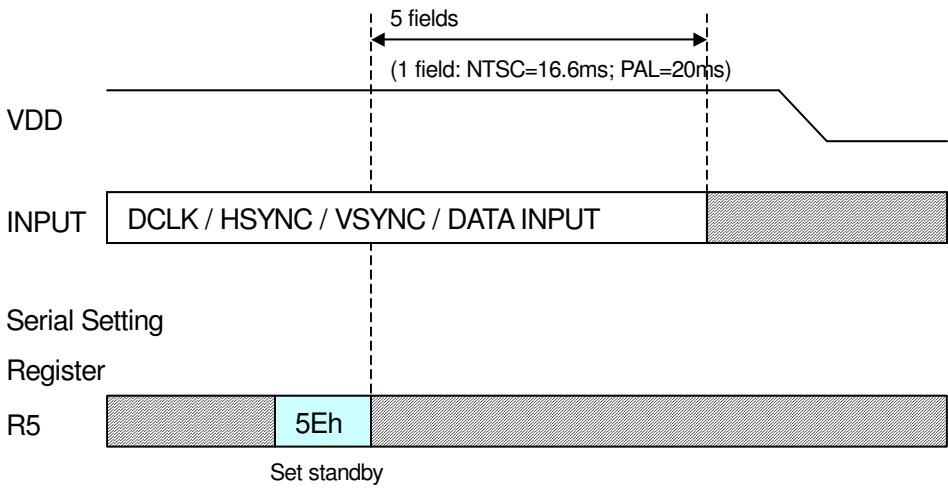 5 fields
(1 field: NTSC=16.6ms; PAL=20ms)
VDD
INPUT
DCLK / HSYNC / VSYNC / DATA INPUT
Serial Setting
Register
R5
5Eh
Set standby